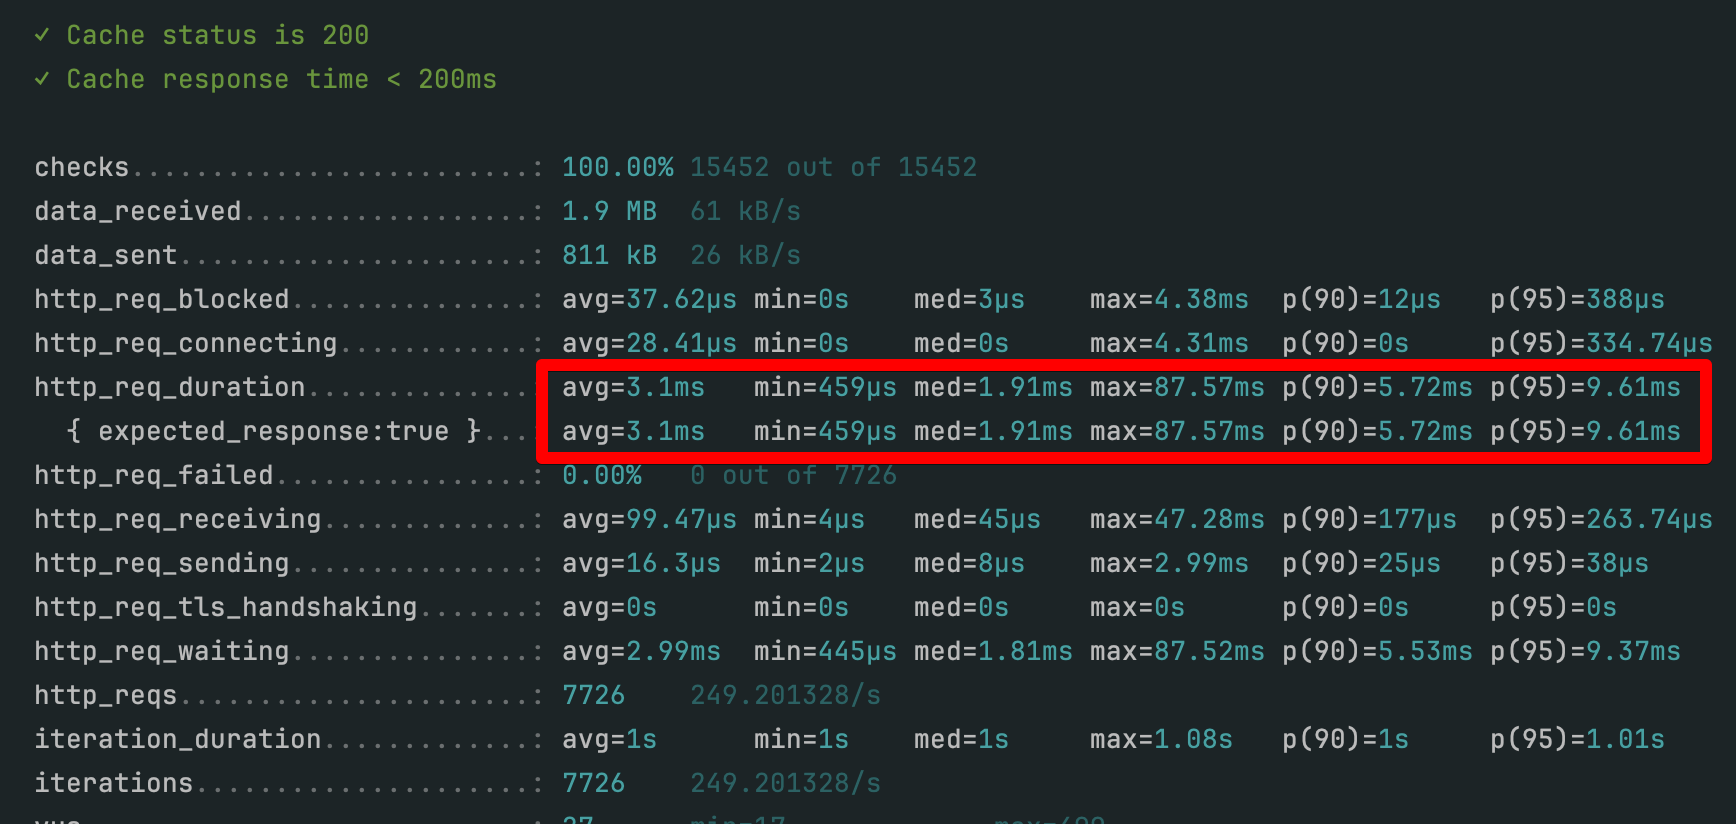 ✓ Cache status is 200
✓ Cache response time < 200ms
checks.........................: 100.00% 15452 out of 15452
data_received..................: 1.9 MB 61 kB/s
data_sent......................: 811 kB 26 kB/s
http_req_blocked...............: avg=37.62µs min=0s med=3µs max=4.38ms p(90)=12µs p(95)=388µs
http_req_connecting............: avg=28.41µs min=0s med=0s max=4.31ms p(90)=0s p(95)=334.74µs
http_req_duration..............: avg=3.1ms min=459µs med=1.91ms max=87.57ms p(90)=5.72ms p(95)=9.61ms
{ expected_response:true }...: avg=3.1ms min=459µs med=1.91ms max=87.57ms p(90)=5.72ms p(95)=9.61ms
http_req_failed................: 0.00% 0 out of 7726
http_req_receiving.............: avg=99.47µs min=4µs med=45µs max=47.28ms p(90)=177µs p(95)=263.74µs
http_req_sending...............: avg=16.3µs min=2µs med=8µs max=2.99ms p(90)=25µs p(95)=38µs
http_req_tls_handshaking.......: avg=0s min=0s med=0s max=0s p(90)=0s p(95)=0s
http_req_waiting...............: avg=2.99ms min=445µs med=1.81ms max=87.52ms p(90)=5.53ms p(95)=9.37ms
http_reqs......................: 7726 249.201328/s
iteration_duration.............: avg=1s min=1s med=1s max=1.08s p(90)=1s p(95)=1.01s
iterations.....................: 7726 249.201328/s